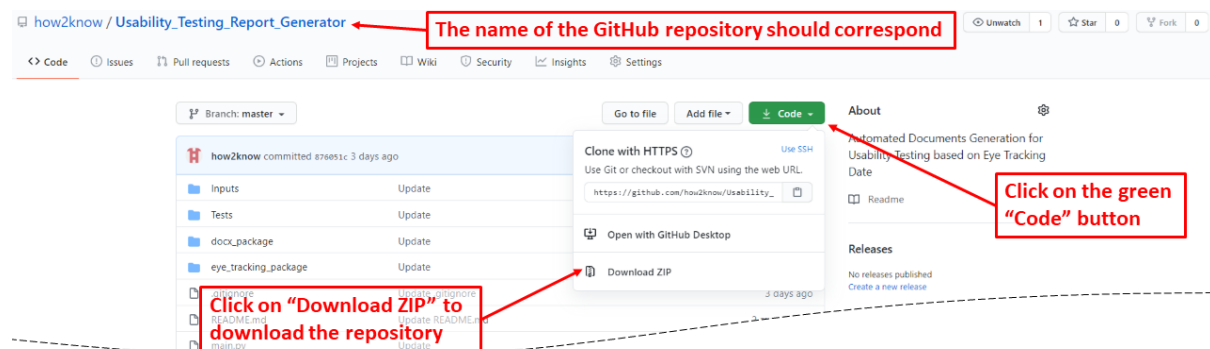 how2know / Usability_Testing_Report_Generator
The name of the GitHub repository should correspond
Unwatch 1 Star 0 Fork 0
Code Issues Pull requests Actions Projects Wiki Security Insights Settings
Branch: master Go to file Add file Code
how2know committed 876051c 3 days ago
Inputs Update
Tests Update
docx_package Update
eye_tracking_package Update
.gitignore Update .gitignore 3 days ago
README.md Update README.md
main.py Update
Clone with HTTPS Use SSH
Use Git or checkout with SVN using the web URL.
https://github.com/how2know/Usability_
Open with GitHub Desktop
Download ZIP
Click on "Download ZIP" to
download the repository
About
Automated Documents Generation for
Usability Testing based on Eye Tracking
Date
Readme
Click on the green
"Code" button
Releases
No releases published
Create a new release